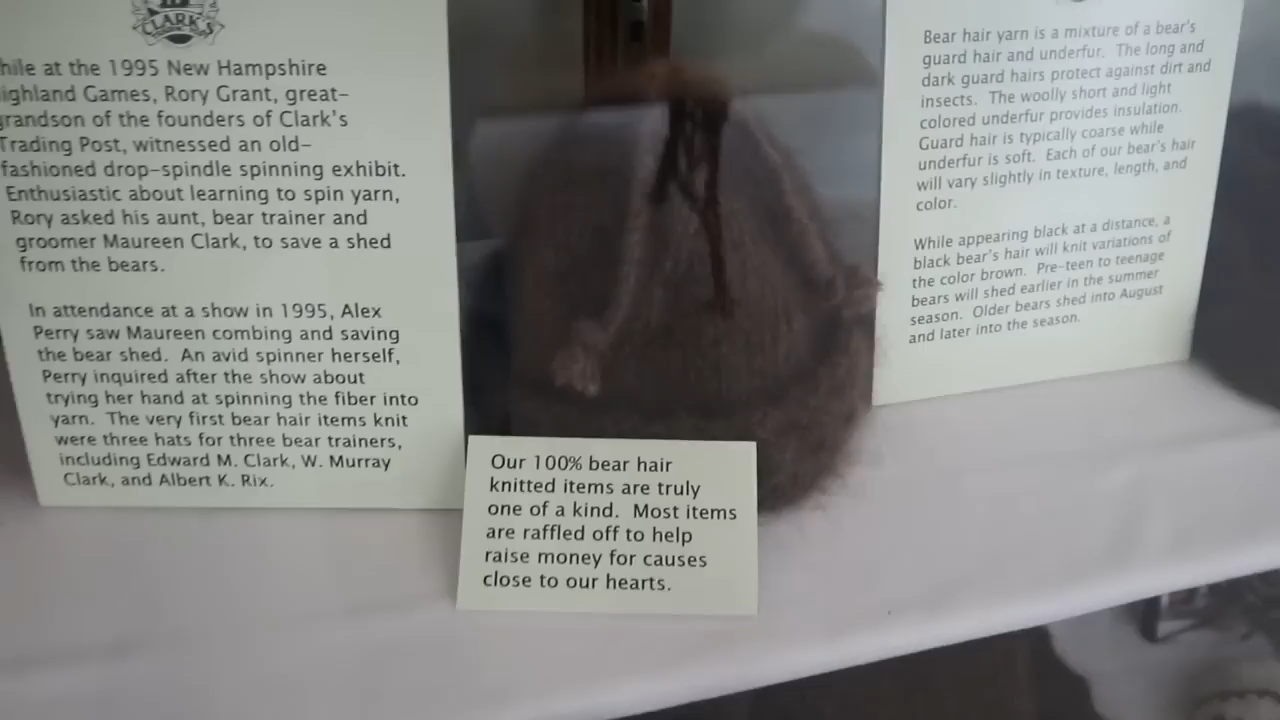 CLARK'S
hile at the 1995 New Hampshire
ighland Games, Rory Grant, great-
grandson of the founders of Clark's
Trading Post, witnessed an old-
fashioned drop-spindle spinning exhibit.
Enthusiastic about learning to spin yarn,
Rory asked his aunt, bear trainer and
groomer Maureen Clark, to save a shed
from the bears.
In attendance at a show in 1995, Alex
Perry saw Maureen combing and saving
the bear shed. An avid spinner herself,
Perry inquired after the show about
trying her hand at spinning the fiber into
yarn. The very first bear hair items knit
were three hats for three bear trainers,
including Edward M. Clark, W. Murray
Clark, and Albert K. Rix.
Our 100% bear hair
knitted items are truly
one of a kind. Most items
are raffled off to help
raise money for causes
close to our hearts.
Bear hair yarn is a mixture of a bear's
guard hair and underfur. The long and
dark guard hairs protect against dirt and
insects. The woolly short and light
colored underfur provides insulation.
Guard hair is typically coarse while
underfur is soft. Each of our bear's hair
will vary slightly in texture, length, and
color.
While appearing black at a distance, a
black bear's hair will knit variations of
the color brown. Pre-teen to teenage
bears will shed earlier in the summer
season. Older bears shed into August
and later into the season.